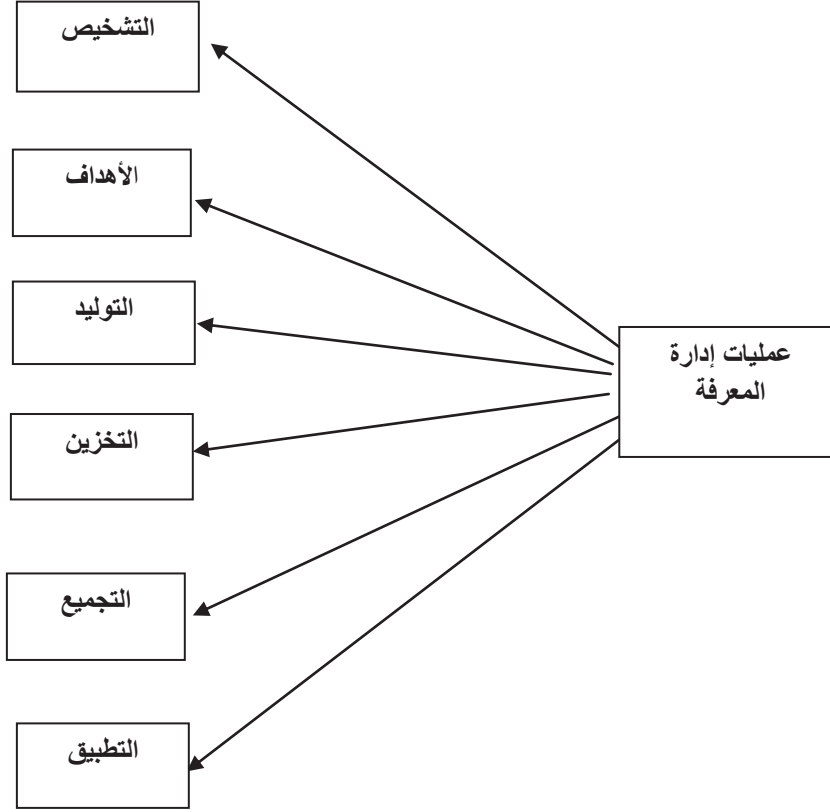 التشخيص
الأهداف
التوليد
عمليات إدارة
المعرفة
التخزين
التجميع
التطبيق